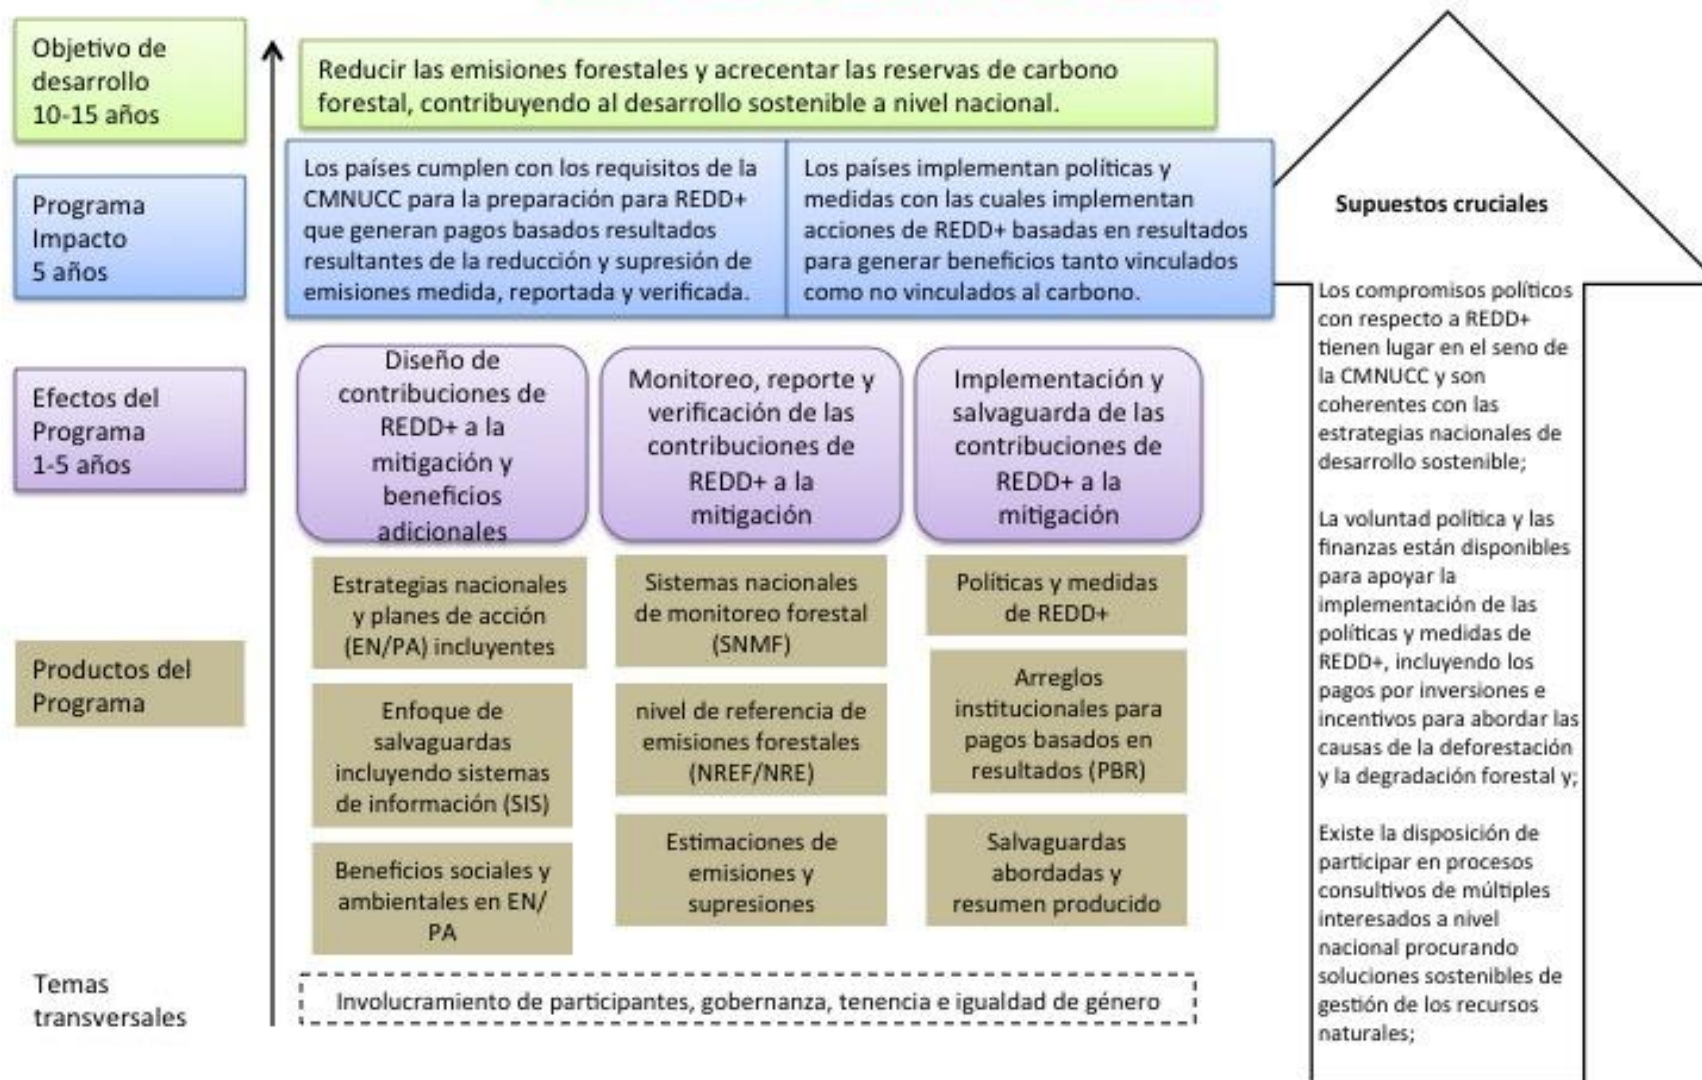 Objetivo de
desarrollo
10-15 años
Reducir las emisiones forestales y acrecentar las reservas de carbono
forestal, contribuyendo al desarrollo sostenible a nivel nacional.
Programa
Impacto
5 años
Los países cumplen con los requisitos de la
CMNUCC para la preparación para REDD+
que generan pagos basados resultados
resultantes de la reducción y supresión de
emisiones medida, reportada y verificada.
Los países implementan políticas y
medidas con las cuales implementan
acciones de REDD+ basadas en resultados
para generar beneficios tanto vinculados
como no vinculados al carbono.
Efectos del
Programa
1-5 años
Diseño de
contribuciones de
REDD+ a la
mitigación y
beneficios
adicionales
Monitoreo, reporte y
verificación de las
contribuciones de
REDD+ a la
mitigación
Implementación y
salvaguarda de las
contribuciones de
REDD+ a la
mitigación
Productos del
Programa
Estrategias nacionales
y planes de acción
(EN/PA) incluyentes
Enfoque de
salvaguardas
incluyendo sistemas
de información (SIS)
Beneficios sociales y
ambientales en EN/
PA
Sistemas nacionales
de monitoreo forestal
(SNMF)
nivel de referencia de
emisiones forestales
(NREF/NRE)
Estimaciones de
emisiones y
supresiones
Políticas y medidas
de REDD+
Arreglos
institucionales para
pagos basados en
resultados (PBR)
Salvaguardas
abordadas y
resumen producido
Temas
transversales
Involucramiento de participantes, gobernanza, tenencia e igualdad de género
Supuestos cruciales
Los compromisos políticos
con respecto a REDD+
tienen lugar en el seno de
la CMNUCC y son
coherentes con las
estrategias nacionales de
desarrollo sostenible;
La voluntad política y las
finanzas están disponibles
para apoyar la
implementación de las
políticas y medidas de
REDD+, incluyendo los
pagos por inversiones e
incentivos para abordar las
causas de la deforestación
y la degradación forestal y;
Existe la disposición de
participar en procesos
consultivos de múltiples
interesados a nivel
nacional procurando
soluciones sostenibles de
gestión de los recursos
naturales;